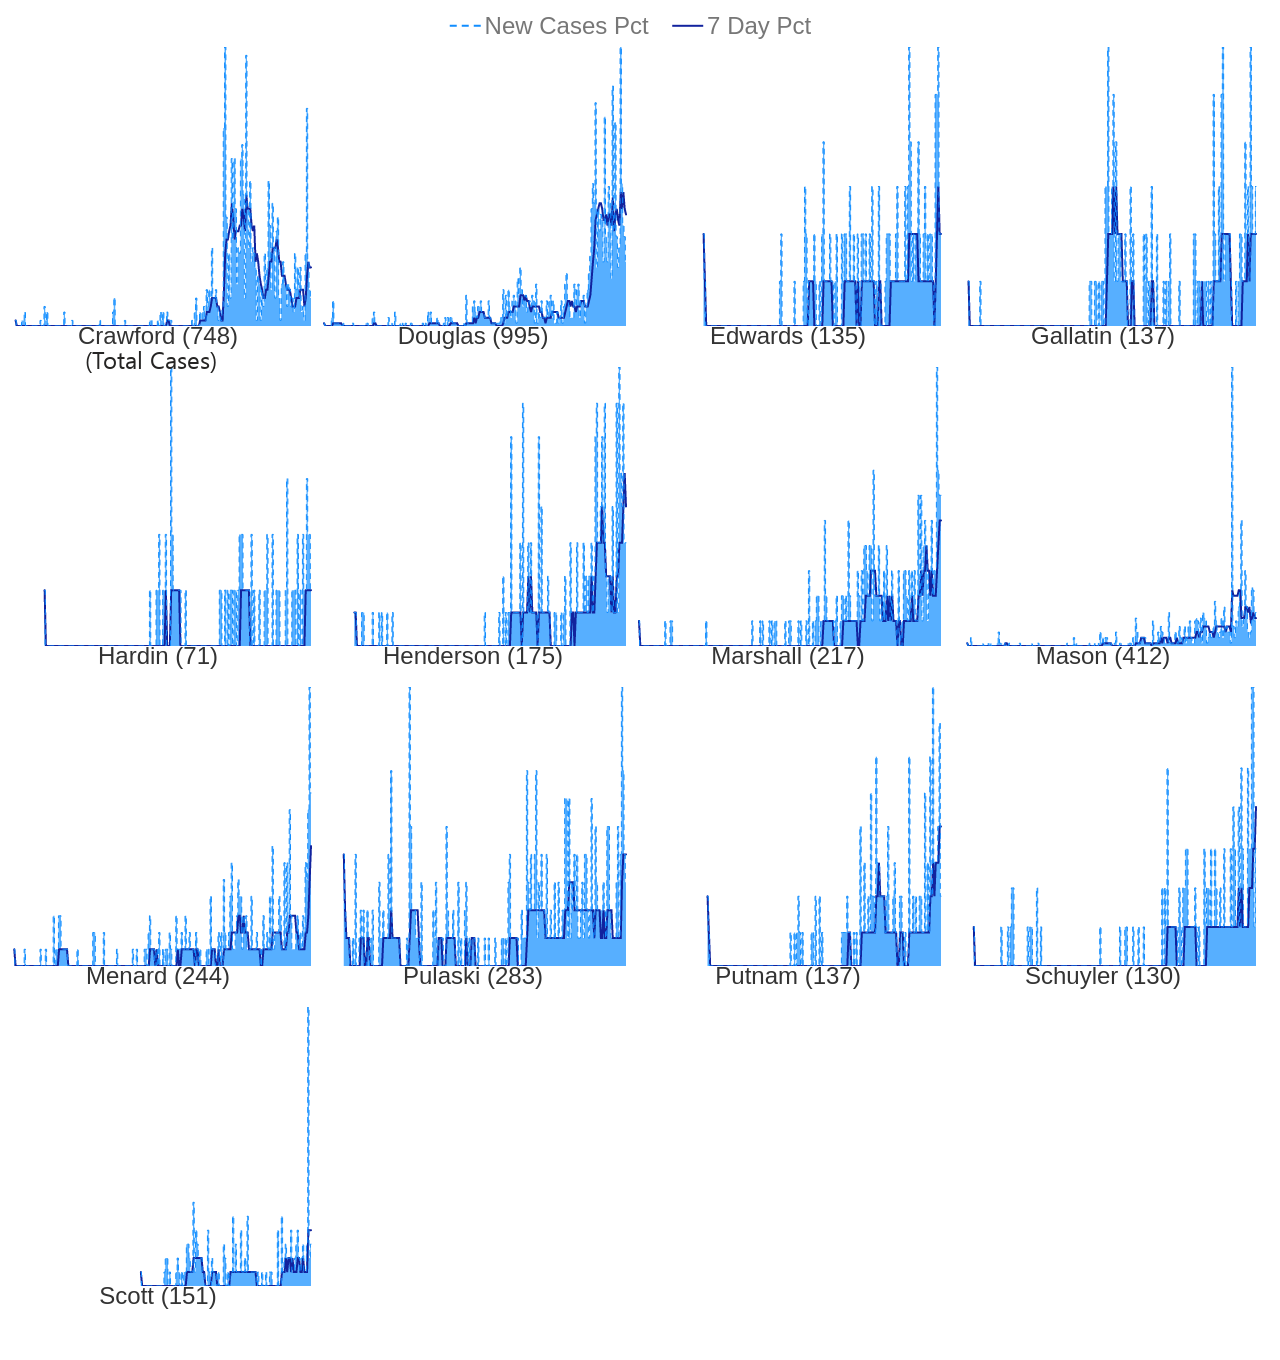 New Cases Pct 7 Day Pct
Crawford (748) Douglas (995) Edwards (135) Gallatin (137)
(Total Cases)
Hardin (71) Henderson (175) Marshall (217) Mason (412)
Menard (244) Pulaski (283) Putnam (137) Schuyler (130)
Scott (151)